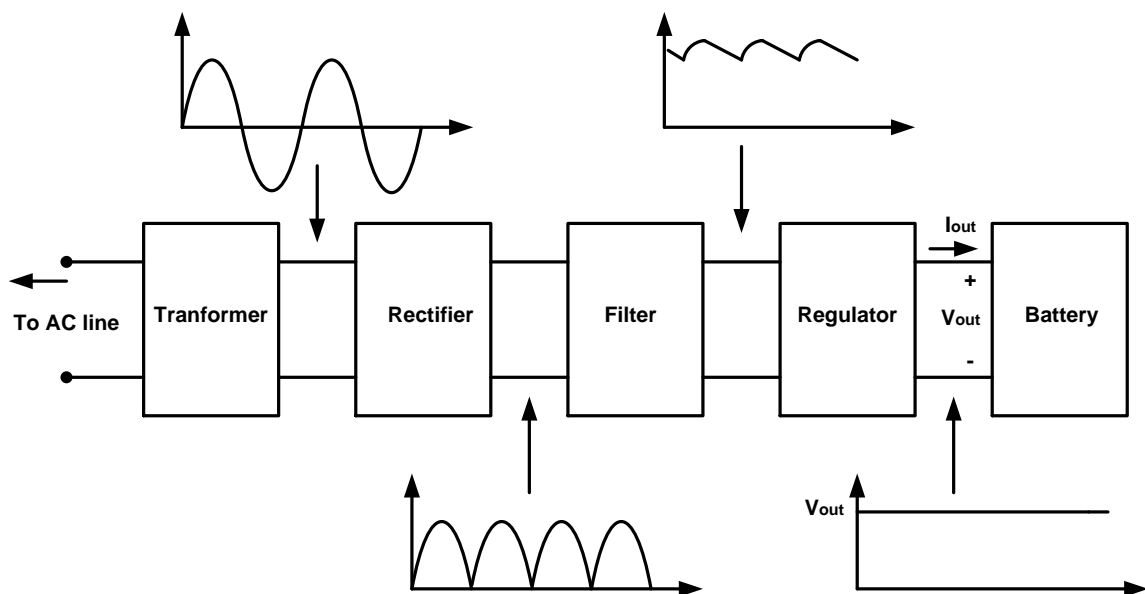 To AC line
Tranformer
Rectifier
Filter
Regulator
Iout
+
Vout
-
Battery
Vout